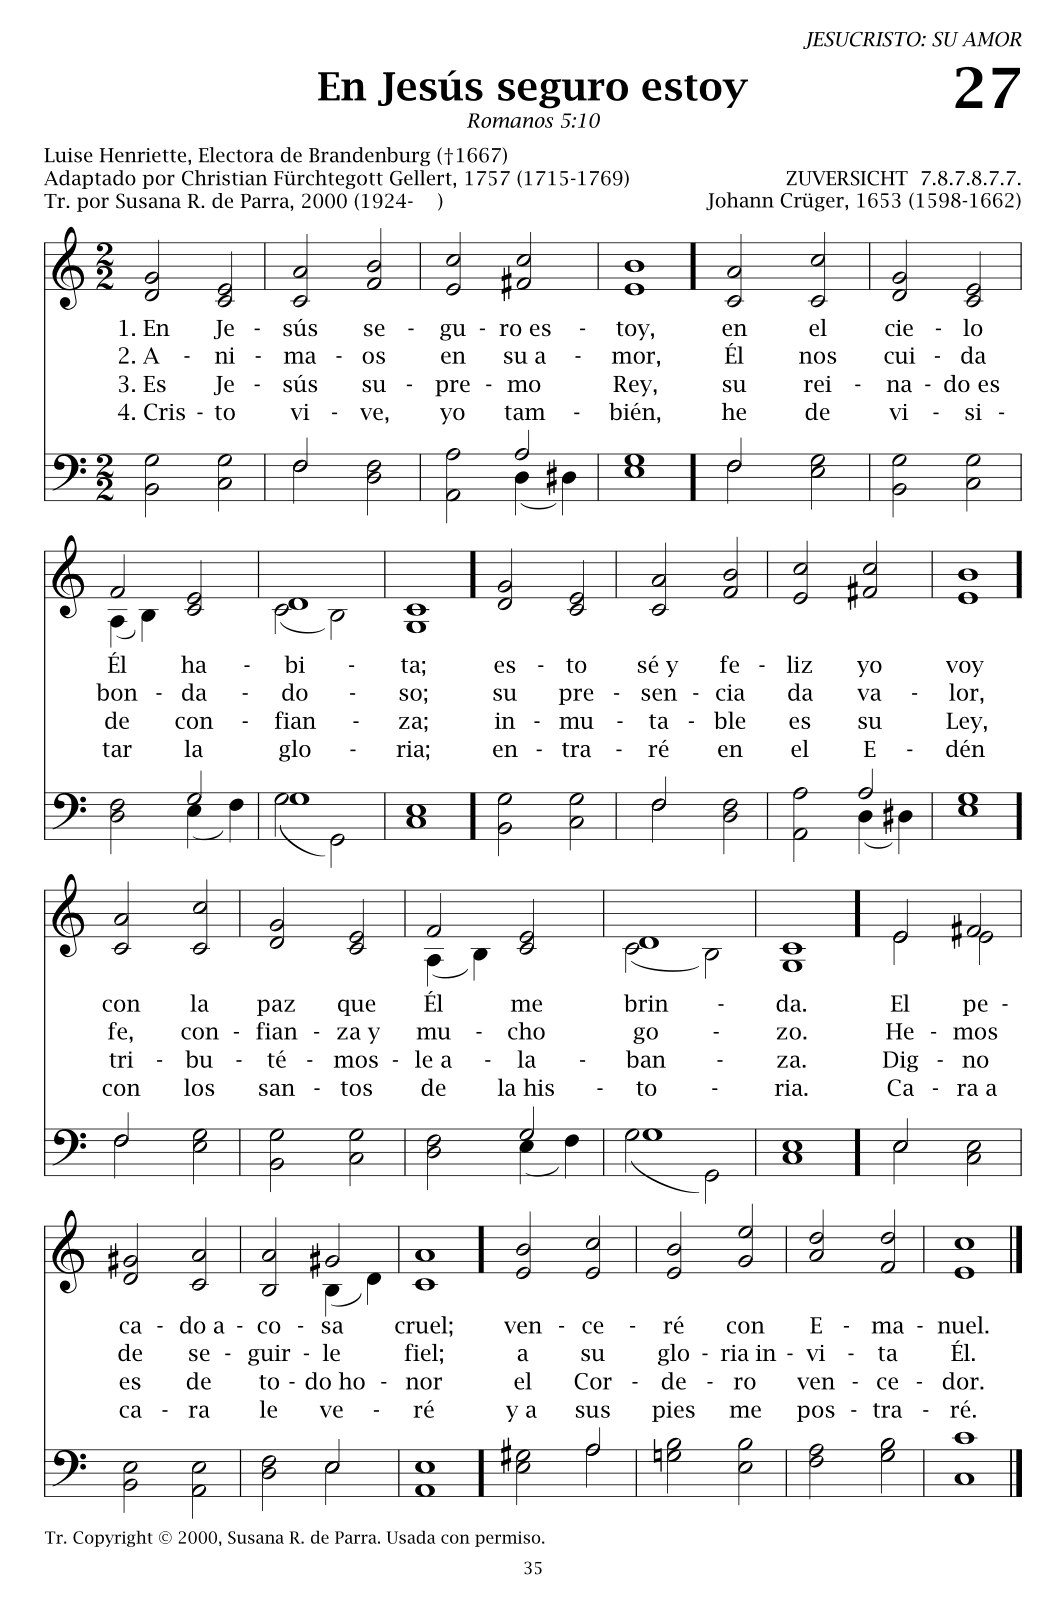 JESUCRISTO: SU AMOR
En Jesús seguro estoy 27
Romanos 5:10
Luise Henriette, Electora de Brandenburg (†1667)
Adaptado por Christian Fürchtegott Gellert, 1757 (1715-1769) ZUVERSICHT 7.8.7.8.7.7.
Tr. por Susana R. de Parra, 2000 (1924- ) Johann Crüger, 1653 (1598-1662)
1. En Je - sús se - gu - ro es - toy, en el cie - lo
2. A - ni - ma - os en su a - mor, Él nos cui - da
3. Es Je - sús su - pre - mo Rey, su rei - na - do es
4. Cris - to vi - ve, yo tam - bién, he de vi - si -
Él ha - bi - ta; es - to sé y fe - liz yo voy
bon - da - do - so; su pre - sen - cia da va - lor,
de con - fian - za; in - mu - ta - ble es su Ley,
tar la glo - ria; en - tra - ré en el E - dén
con la paz que Él me brin - da. El pe -
fe, con - fian - za y mu - cho go - zo. He - mos
tri - bu - té - mos - le a - la - ban - za. Dig - no
con los san - tos de la his - to - ria. Ca - ra a
ca - do a - co - sa cruel; ven - ce - ré con E - ma - nuel.
de se - guir - le fiel; a su glo - ria in - vi - ta Él.
es de to - do ho - nor el Cor - de - ro ven - ce - dor.
ca - ra le ve - ré y a sus pies me pos - tra - ré.
Tr. Copyright © 2000, Susana R. de Parra. Usada con permiso.
35